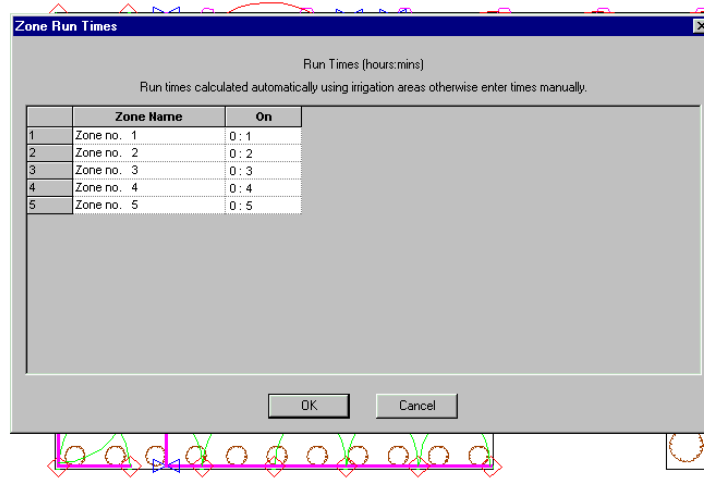 Zone Run Times
Run Times (hours:mins)
Run times calculated automatically using irrigation areas otherwise enter times manually.
Zone Name On
1 Zone no. 1 0 : 1
2 Zone no. 2 0 : 2
3 Zone no. 3 0 : 3
4 Zone no. 4 0 : 4
5 Zone no. 5 0 : 5
OK Cancel